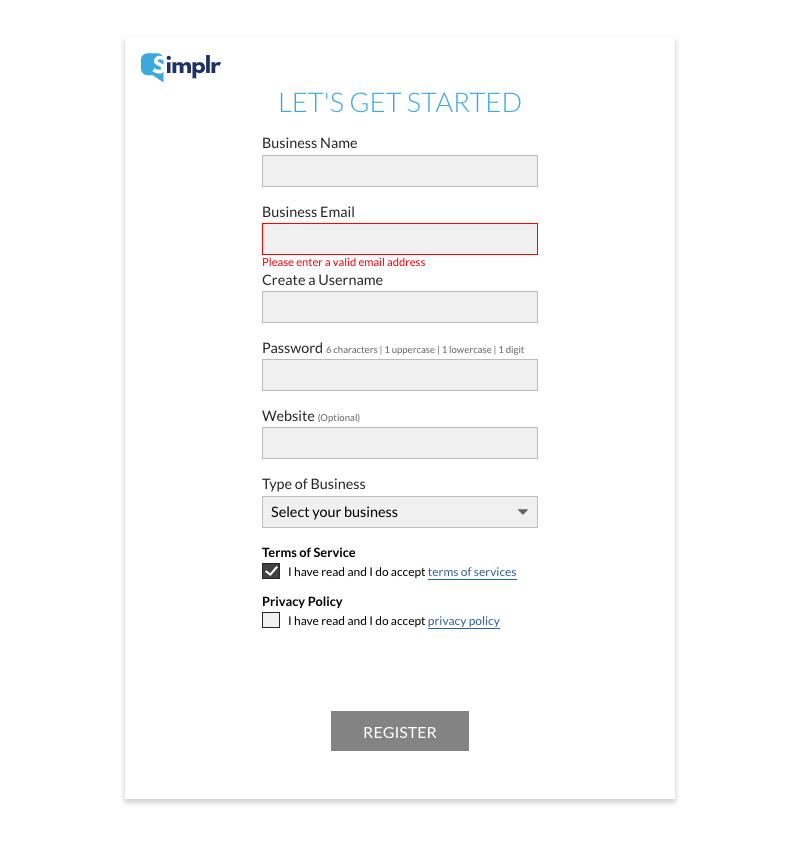 Simplr
LET'S GET STARTED
Business Name
Business Email
Please enter a valid email address
Create a Username
Password 6 characters | 1 uppercase | 1 lowercase | 1 digit
Website (Optional)
Type of Business
Select your business
Terms of Service
I have read and I do accept terms of services
Privacy Policy
I have read and I do accept privacy policy
REGISTER